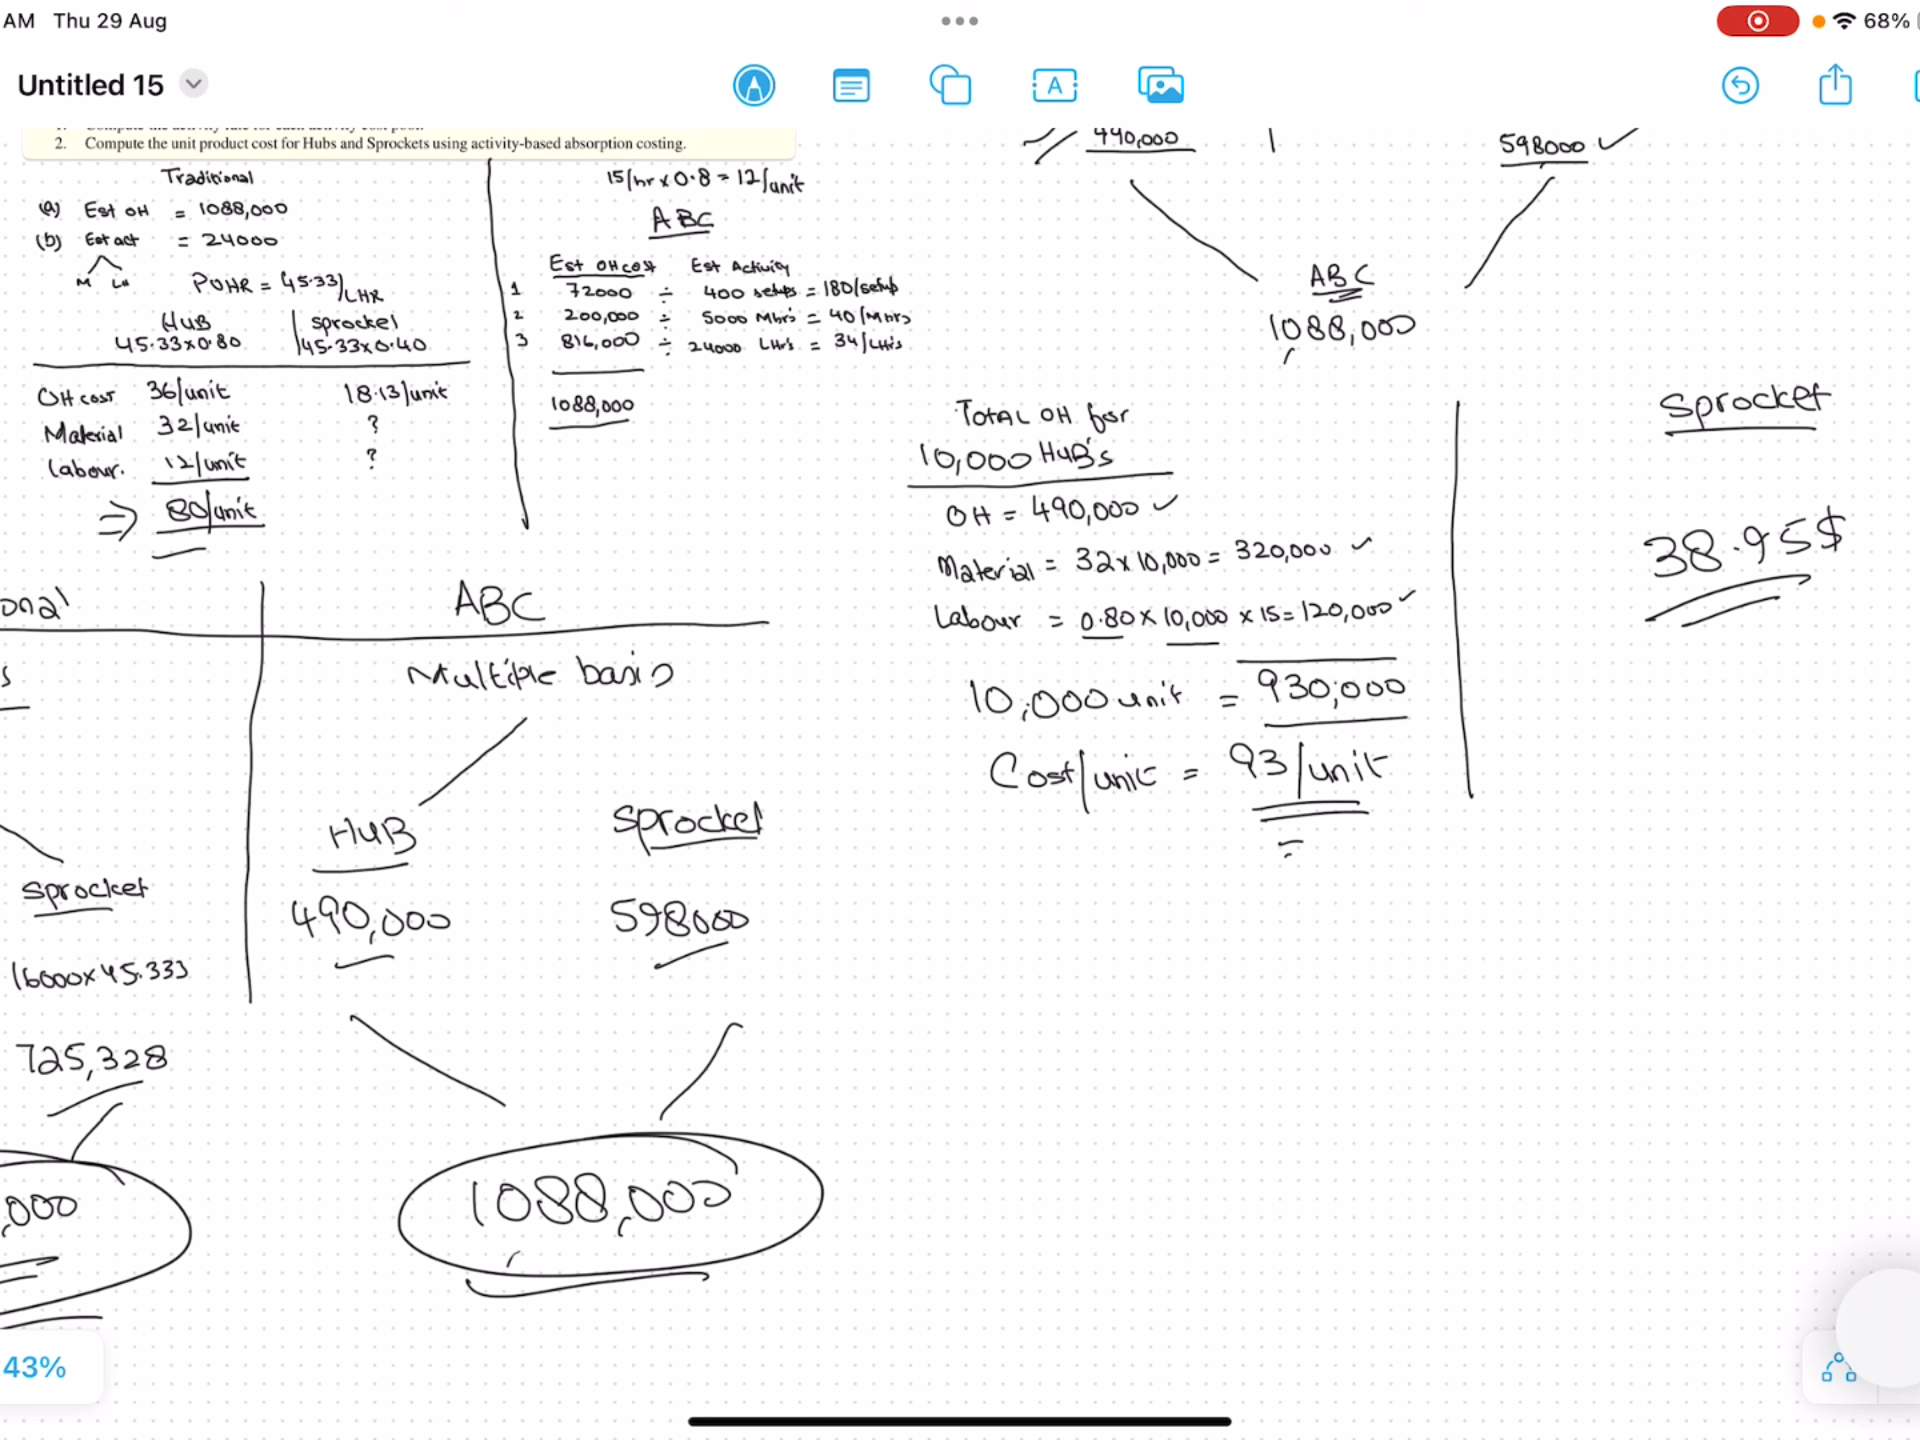 AM Thu 29 Aug
68%
Untitled 15
2. Compute the unit product cost for Hubs and Sprockets using activity-based absorption costing.
Traditional
(a) Est OH = 1088,000
(b) Est act = 24000
M LH
POHR = 45.33/LHR
HUB | sprocket
45.33x0.80 | 45.33x0.40
OH cost 36/unit 18.13/unit
Material 32/unit ?
Labour. 12/unit ?
⇒ 80/unit
15/hr x 0.8 = 12/unit
ABC
Est OH cost Est Activity
1 72000 ÷ 400 setups = 180/setup
2 200,000 ÷ 5000 Mhrs = 40/Mhrs
3 816,000 ÷ 24000 LHrs = 34/LHrs
1088,000
490,000
598000 ✓
ABC
1088,000
Total OH for
10,000 HUB's
OH = 490,000 ✓
Material = 32x10,000 = 320,000 ✓
Labour = 0.80 x 10,000 x 15 = 120,000 ✓
10,000 unit = 930,000
Cost/unit = 93/unit
Sprocket
38.95$
onal
ABC
s
Multiple basis
HUB
Sprocket
490,000
598000
1088,000
Sprocket
16000x45.333
725,328
,000
43%